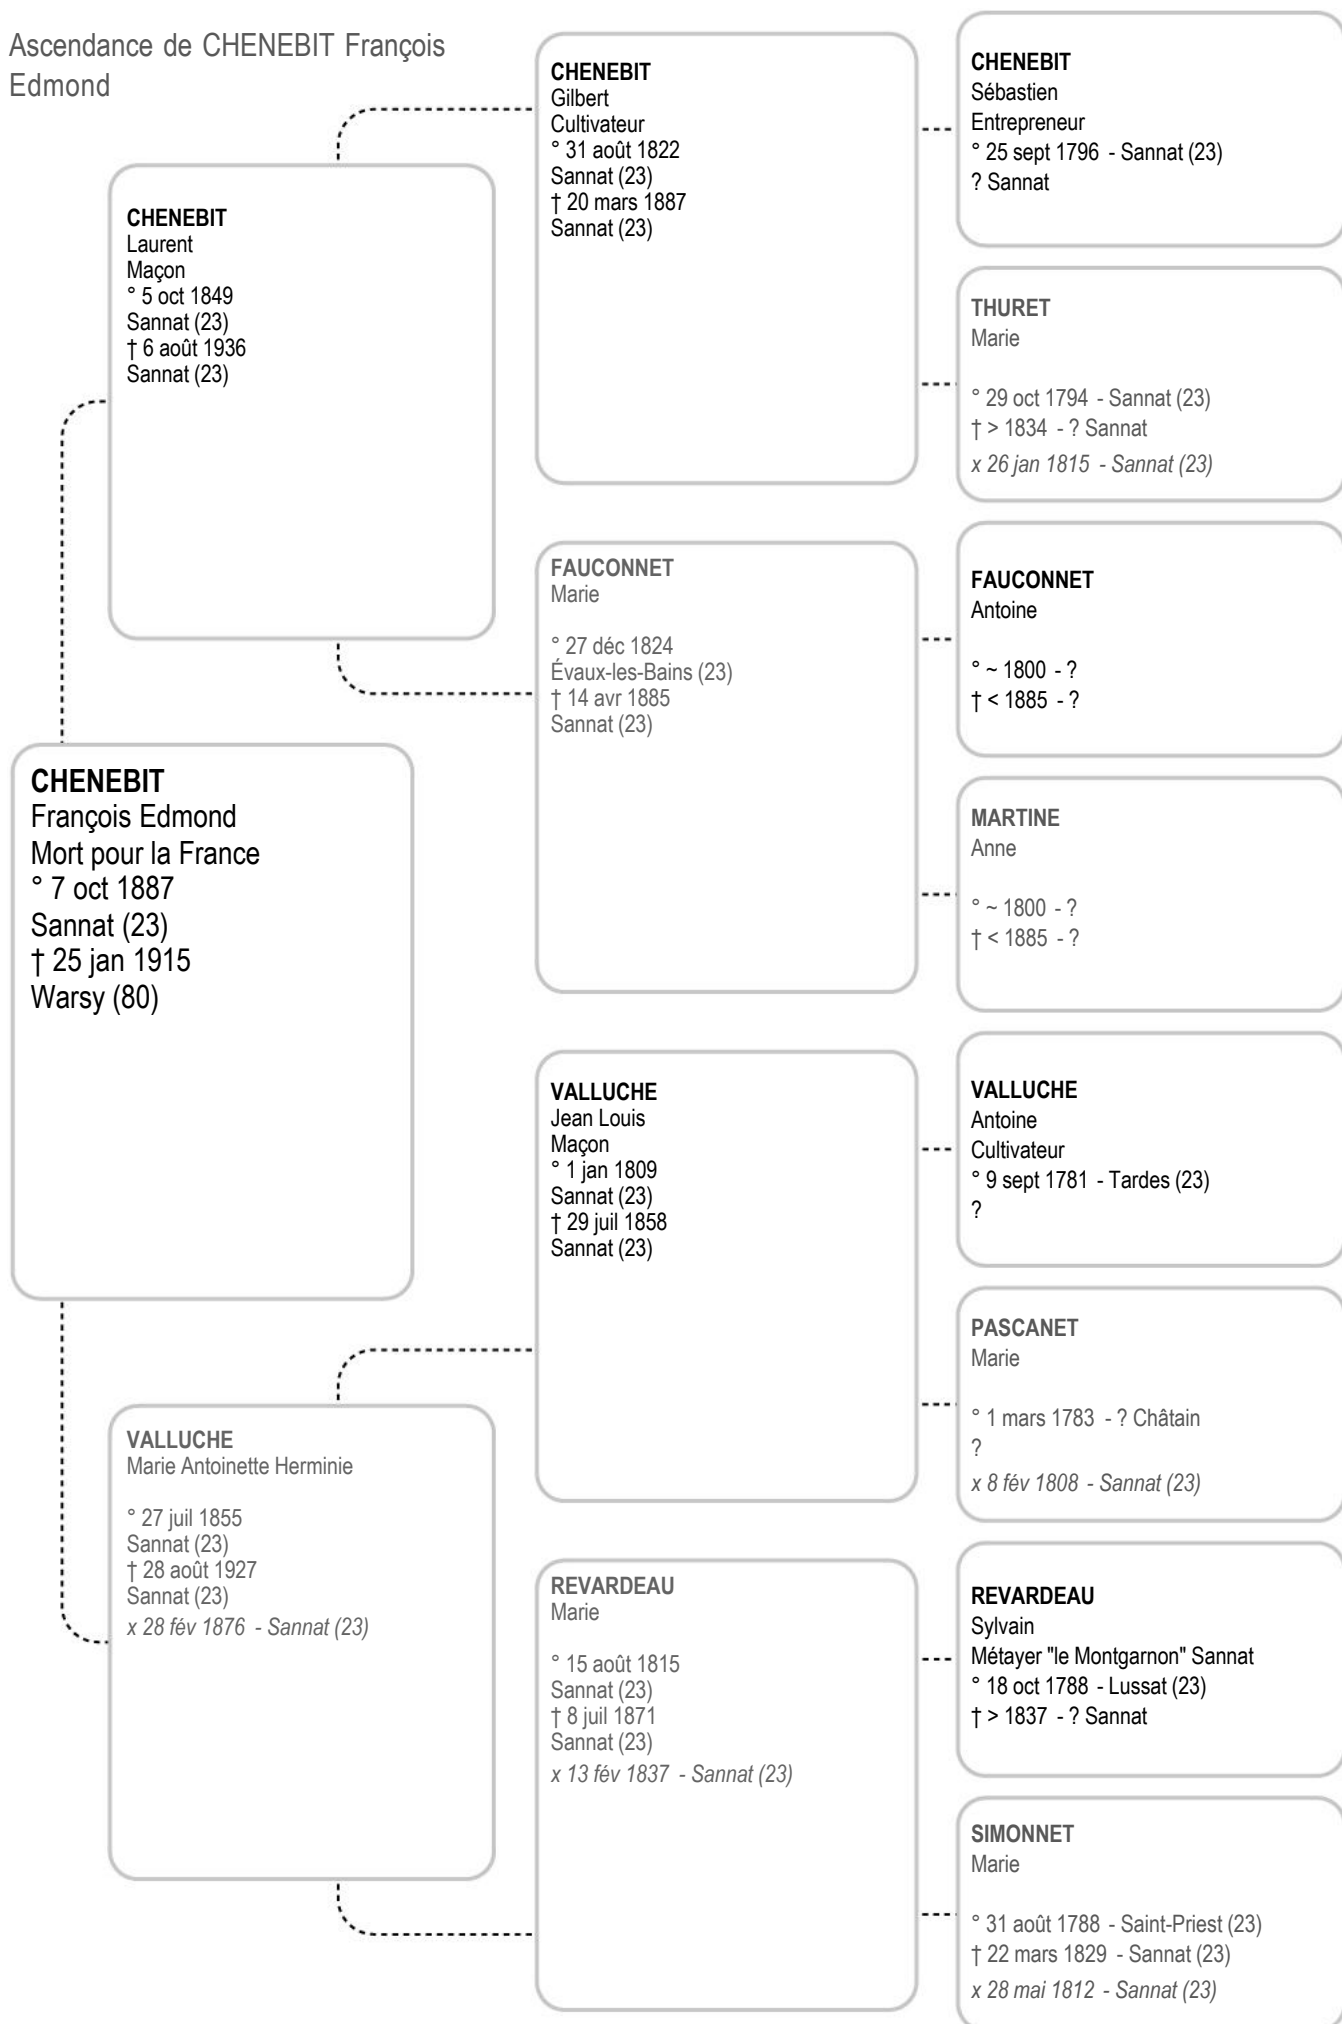 Ascendance de CHENEBIT François
Edmond
CHENEBIT
François Edmond
Mort pour la France
° 7 oct 1887
Sannat (23)
† 25 jan 1915
Warsy (80)
CHENEBIT
Laurent
Maçon
° 5 oct 1849
Sannat (23)
† 6 août 1936
Sannat (23)
VALLUCHE
Marie Antoinette Herminie
° 27 juil 1855
Sannat (23)
† 28 août 1927
Sannat (23)
x 28 fév 1876 - Sannat (23)
CHENEBIT
Gilbert
Cultivateur
° 31 août 1822
Sannat (23)
† 20 mars 1887
Sannat (23)
FAUCONNET
Marie
° 27 déc 1824
Évaux-les-Bains (23)
† 14 avr 1885
Sannat (23)
VALLUCHE
Jean Louis
Maçon
° 1 jan 1809
Sannat (23)
† 29 juil 1858
Sannat (23)
REVARDEAU
Marie
° 15 août 1815
Sannat (23)
† 8 juil 1871
Sannat (23)
x 13 fév 1837 - Sannat (23)
CHENEBIT
Sébastien
Entrepreneur
° 25 sept 1796 - Sannat (23)
? Sannat
THURET
Marie
° 29 oct 1794 - Sannat (23)
† > 1834 - ? Sannat
x 26 jan 1815 - Sannat (23)
FAUCONNET
Antoine
° ~ 1800 - ?
† < 1885 - ?
MARTINE
Anne
° ~ 1800 - ?
† < 1885 - ?
VALLUCHE
Antoine
Cultivateur
° 9 sept 1781 - Tardes (23)
?
PASCANET
Marie
° 1 mars 1783 - ? Châtain
?
x 8 fév 1808 - Sannat (23)
REVARDEAU
Sylvain
Métayer "le Montgarnon" Sannat
° 18 oct 1788 - Lussat (23)
† > 1837 - ? Sannat
SIMONNET
Marie
° 31 août 1788 - Saint-Priest (23)
† 22 mars 1829 - Sannat (23)
x 28 mai 1812 - Sannat (23)